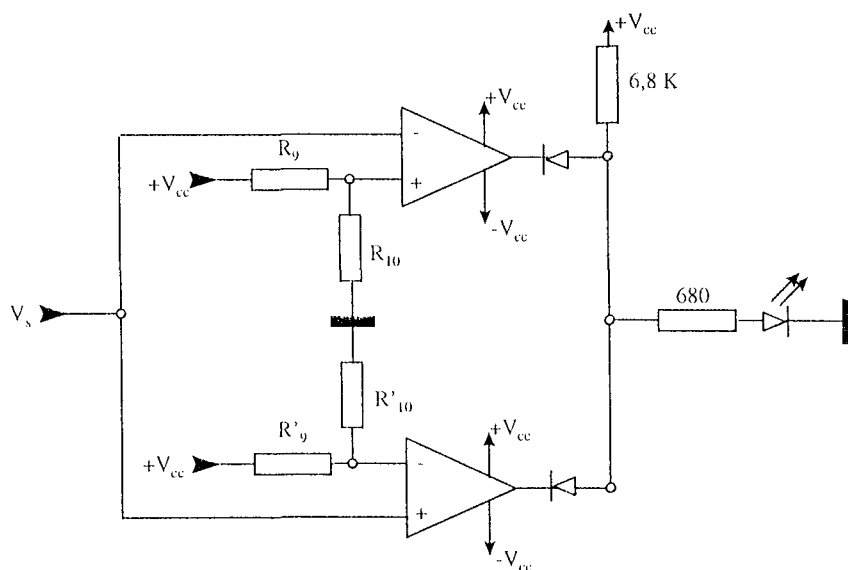 +Vcc
6,8 K
+Vcc
-
R9
+Vcc
+
-Vcc
R10
680
Vs
R'10
R'9
+Vcc
+Vcc
-
+
-Vcc